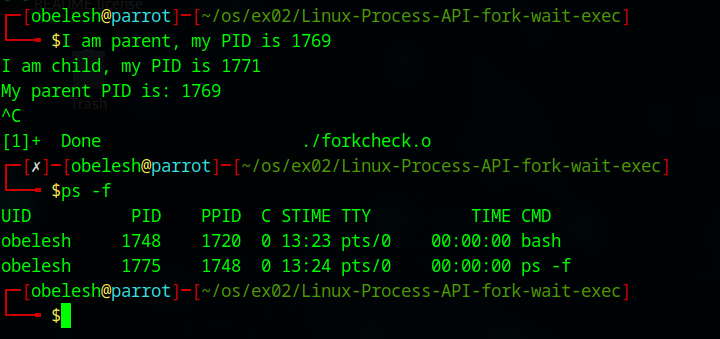 ┌─[obelesh@parrot]─[~/os/ex02/Linux-Process-API-fork-wait-exec]
└──╼ $I am parent, my PID is 1769
I am child, my PID is 1771
My parent PID is: 1769
Trash
^C
[1]+  Done                    ./forkcheck.o
┌─[✗]─[obelesh@parrot]─[~/os/ex02/Linux-Process-API-fork-wait-exec]
└──╼ $ps -f
UID          PID    PPID  C STIME TTY          TIME CMD
obelesh     1748    1720  0 13:23 pts/0    00:00:00 bash
obelesh     1775    1748  0 13:24 pts/0    00:00:00 ps -f
┌─[obelesh@parrot]─[~/os/ex02/Linux-Process-API-fork-wait-exec]
└──╼ $